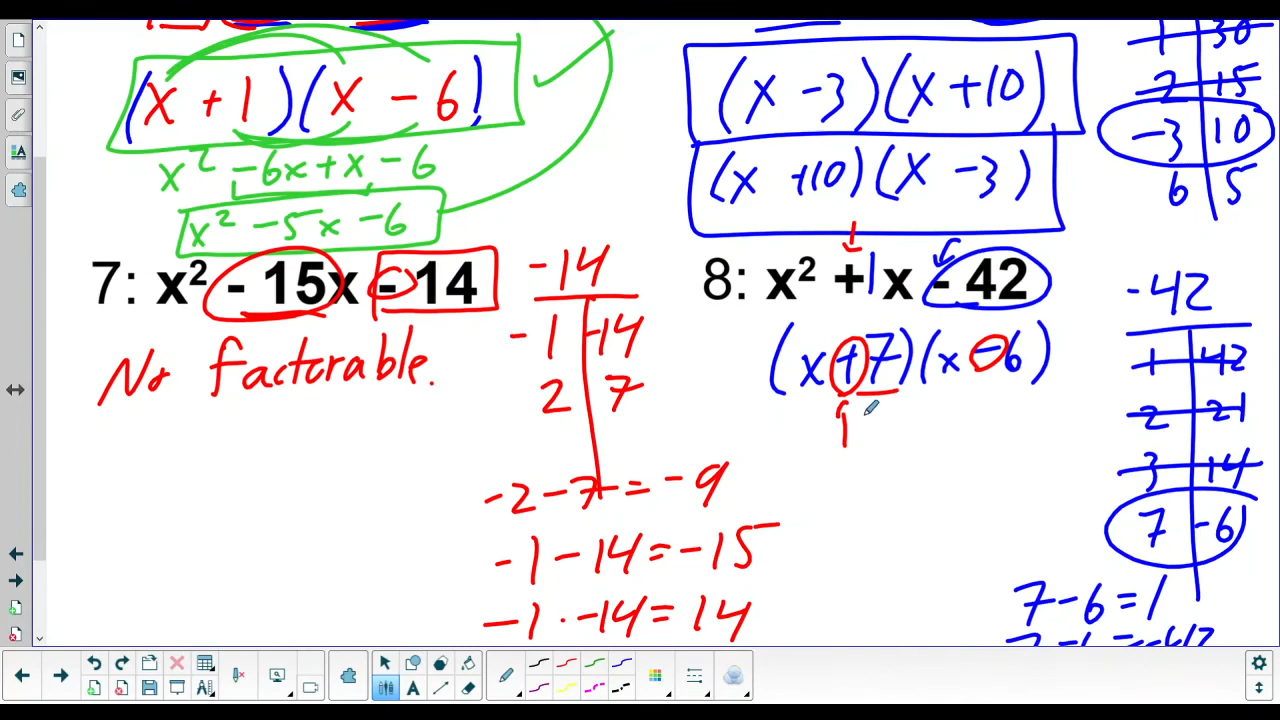 (x + 1)(x - 6)
x² - 6x + x - 6
x² - 5x - 6
7: x² - 15x - 14
No factorable.
-14
-1 -14
2 7
-2 - 7 = -9
-1 - 14 = -15
-1 · -14 = 14
(x - 3)(x + 10)
(x + 10)(x - 3)
8: x² + 1x - 42
(x + 7)(x - 6)
1 30
2 15
-3 10
6 5
-42
1 42
2 21
3 14
7 -6
7 - 6 = 1